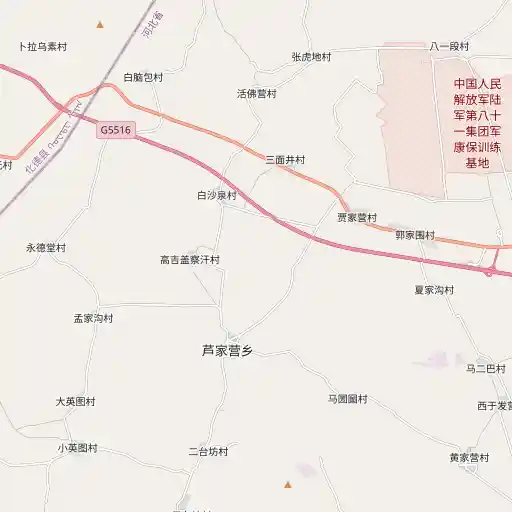 河北省
卜拉乌素村
八一段村
张虎地村
白脑包村
活佛营村
中国人民
解放军陆
军第八十
一集团军
康保训练
基地
G5516
三面井村
元村
化德县
白沙泉村
贾家营村
郭家围村
永德堂村
高吉盖察汗村
夏家沟村
孟家沟村
芦家营乡
马二巴村
大英图村
马圐圙村
西于发营
小英图村
二台坊村
黄家营村